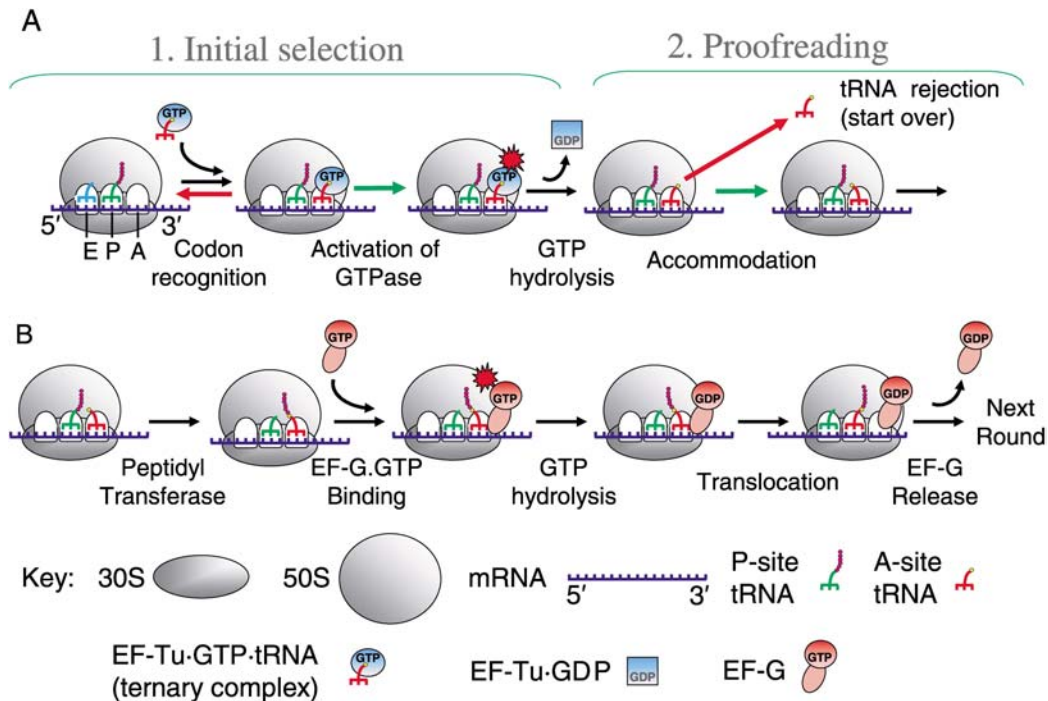 A
1. Initial selection
2. Proofreading
tRNA rejection
(start over)
GTP
GTP
GTP
GDP
5′
3′
E P A
Codon
recognition
Activation of
GTPase
GTP
hydrolysis
Accommodation
B
GTP
GTP
GDP
GDP
GDP
Peptidyl
Transferase
EF-G.GTP
Binding
GTP
hydrolysis
Translocation
EF-G
Release
Next
Round
Key:
30S
50S
mRNA
5′
3′
P-site
tRNA
A-site
tRNA
EF-Tu·GTP·tRNA
(ternary complex)
GTP
EF-Tu·GDP
GDP
EF-G
GTP